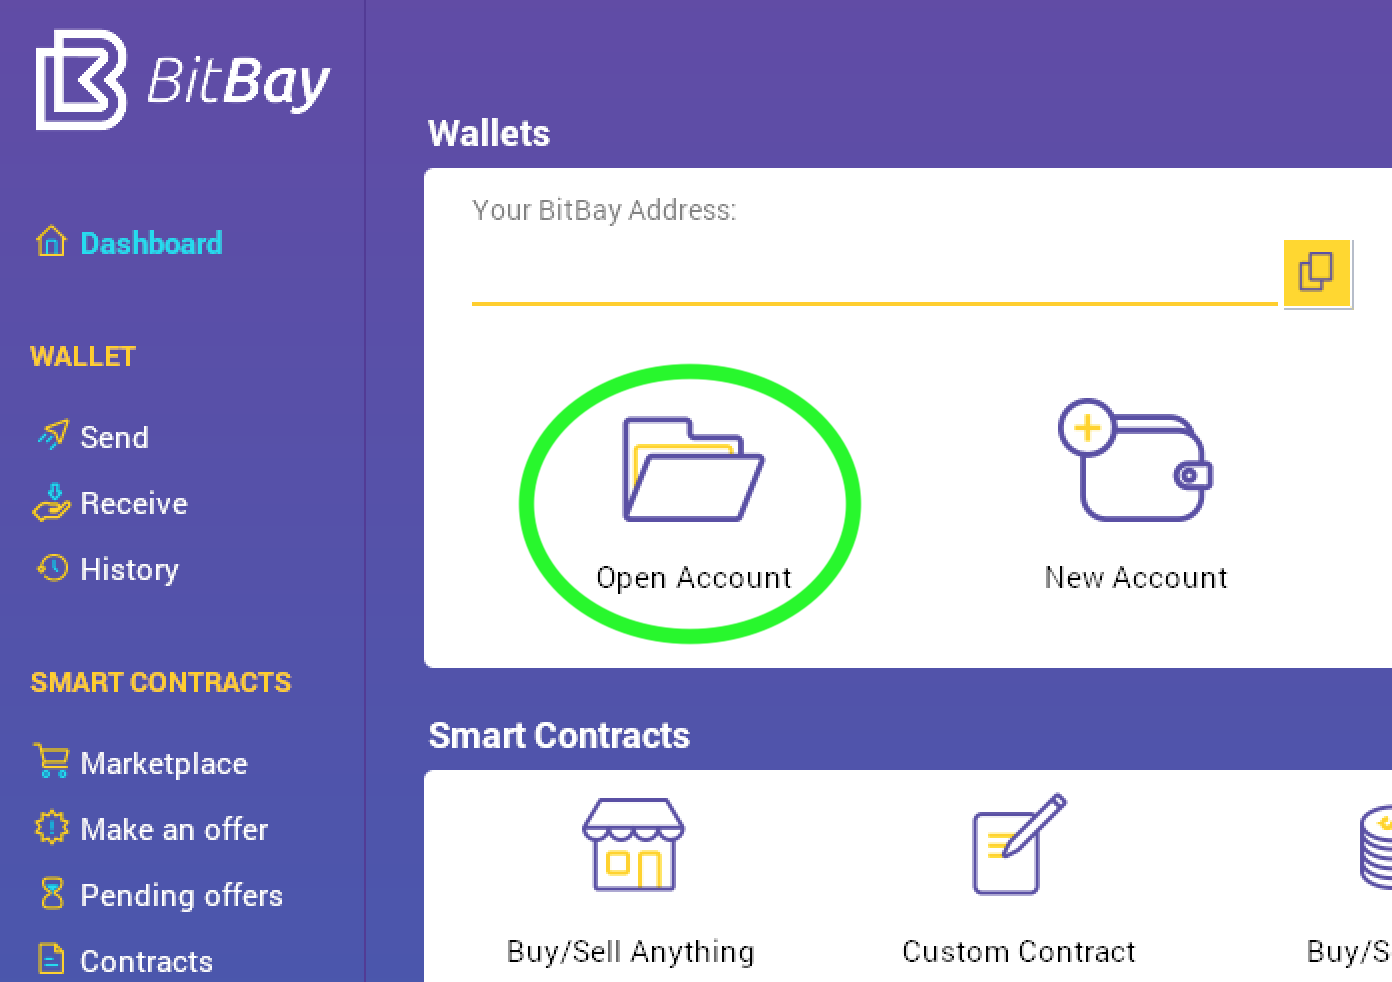 BitBay
Dashboard
WALLET
Send
Receive
History
SMART CONTRACTS
Marketplace
Make an offer
Pending offers
Contracts
Wallets
Your BitBay Address:
Open Account
New Account
Smart Contracts
Buy/Sell Anything
Custom Contract
Buy/S